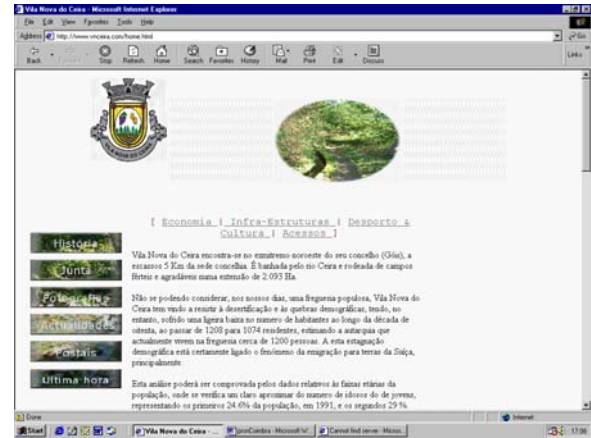 Vila Nova do Ceira - Microsoft Internet Explorer
File Edit View Favorites Tools Help
Address http://www.vnceira.com/home.html Go
Back Forward Stop Refresh Home Search Favorites History Mail Print Edit Discuss Links
VILA NOVA DO CEIRA
[ Economia | Infra-Estruturas | Desporto &
Cultura | Acessos ]
História
Junta
Fotografias
Actualidades
Postais
Última hora
Vila Nova do Ceira encontra-se no extremo noroeste do seu concelho (Góis), a
escassos 5 Km da sede concelhia. É banhada pelo rio Ceira e rodeada de campos
férteis e agradáveis numa extensão de 2.093 Ha.
Não se podendo considerar, nos nossos dias, uma freguesia populosa, Vila Nova do
Ceira tem vindo a resistir à desertificação e às quebras demográficas, tendo, no
entanto, sofrido uma ligeira baixa no numero de habitantes ao longo da década de
oitenta, ao passar de 1208 para 1074 residentes, estimando a autarquia que
actualmente vivem na freguesia cerca de 1200 pessoas. A esta estagnação
demográfica está certamente ligado o fenómeno da emigração para terras da Suíça,
principalmente.
Esta análise poderá ser comprovada pelos dados relativos às faixas etárias da
população, onde se verifica um claro aproximar do numero de idosos do de jovens,
representando os primeiros 24.6% da população, em 1991, e os segundos 29 %.
Done Internet
Start Vila Nova do Ceira - ... Microsoft W... Cannot find server - Micros... 17:06